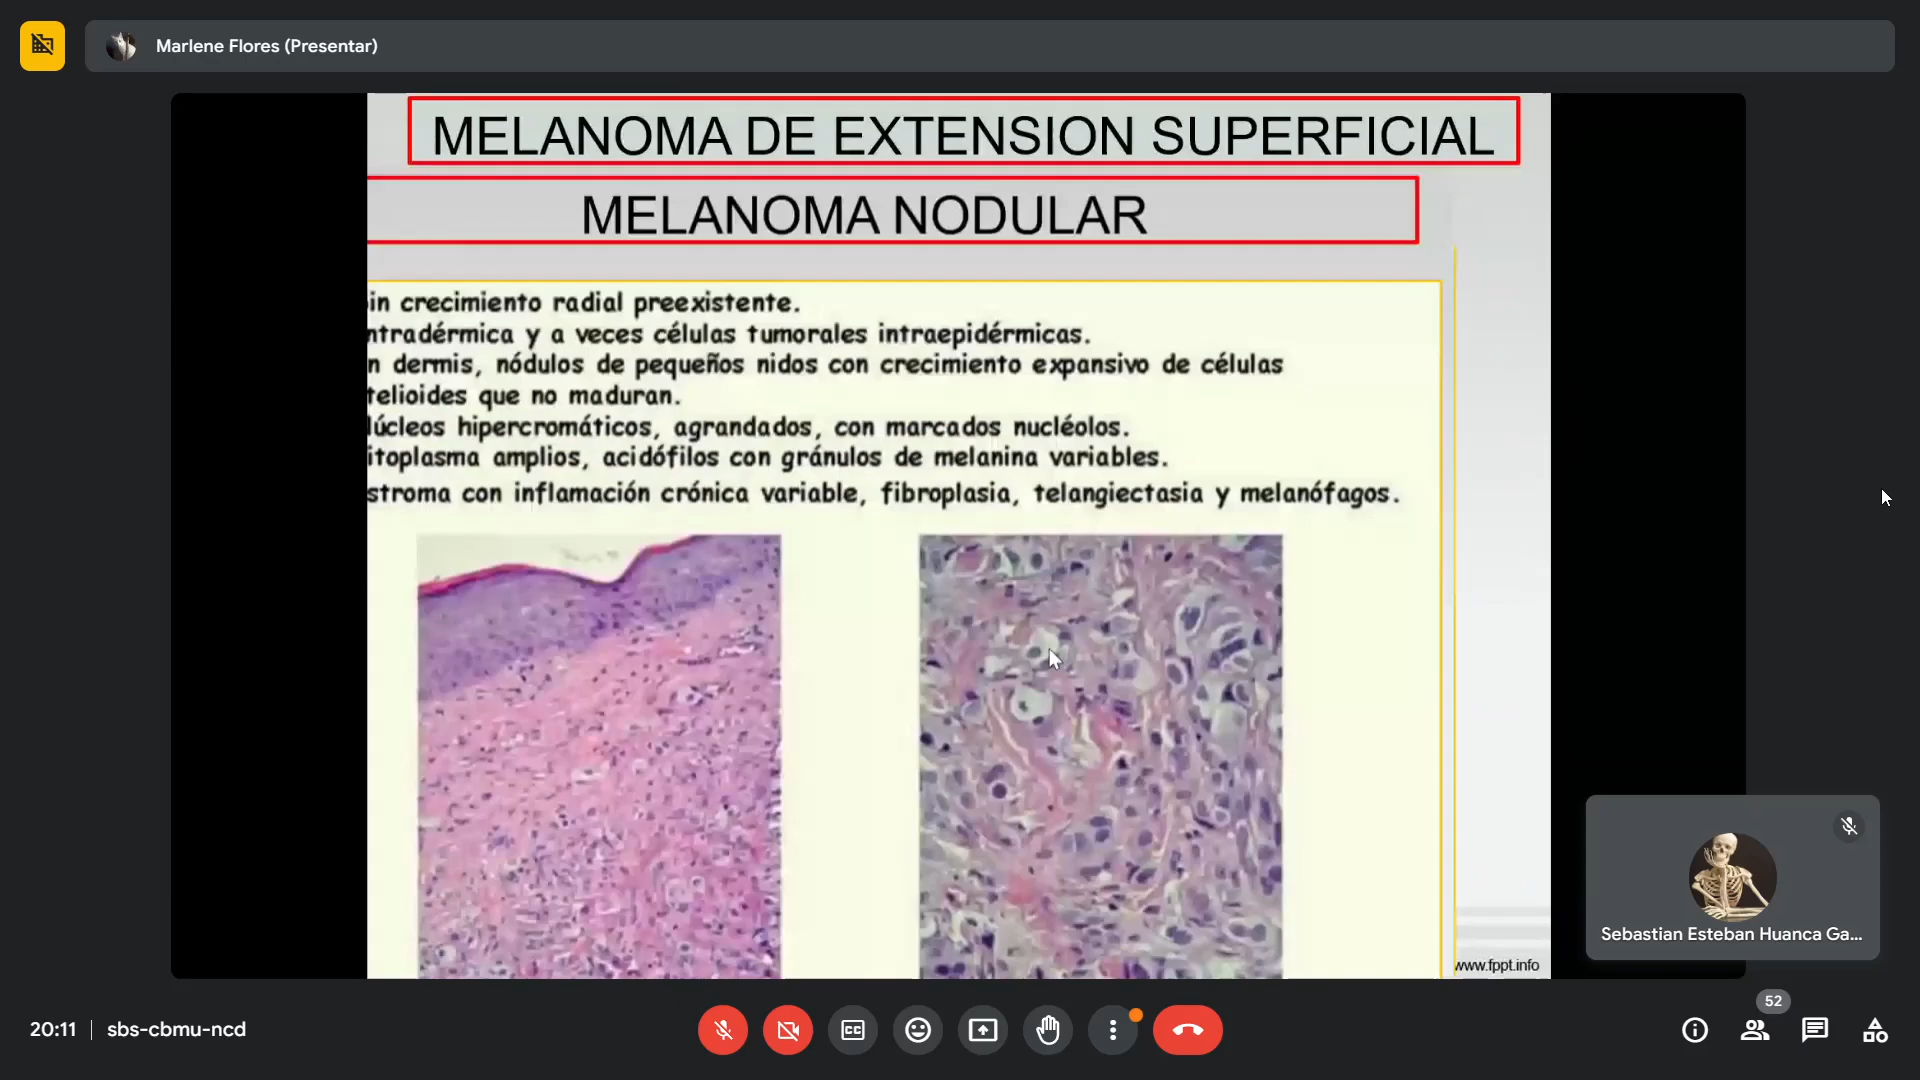 Marlene Flores (Presentar)
MELANOMA DE EXTENSION SUPERFICIAL
MELANOMA NODULAR
in crecimiento radial preexistente.
ntradérmica y a veces células tumorales intraepidérmicas.
n dermis, nódulos de pequeños nidos con crecimiento expansivo de células
telioides que no maduran.
úcleos hipercromáticos, agrandados, con marcados nucléolos.
itoplasma amplios, acidófilos con gránulos de melanina variables.
stroma con inflamación crónica variable, fibroplasia, telangiectasia y melanófagos.
www.fppt.info
Sebastian Esteban Huanca Ga...
52
20:11
sbs-cbmu-ncd